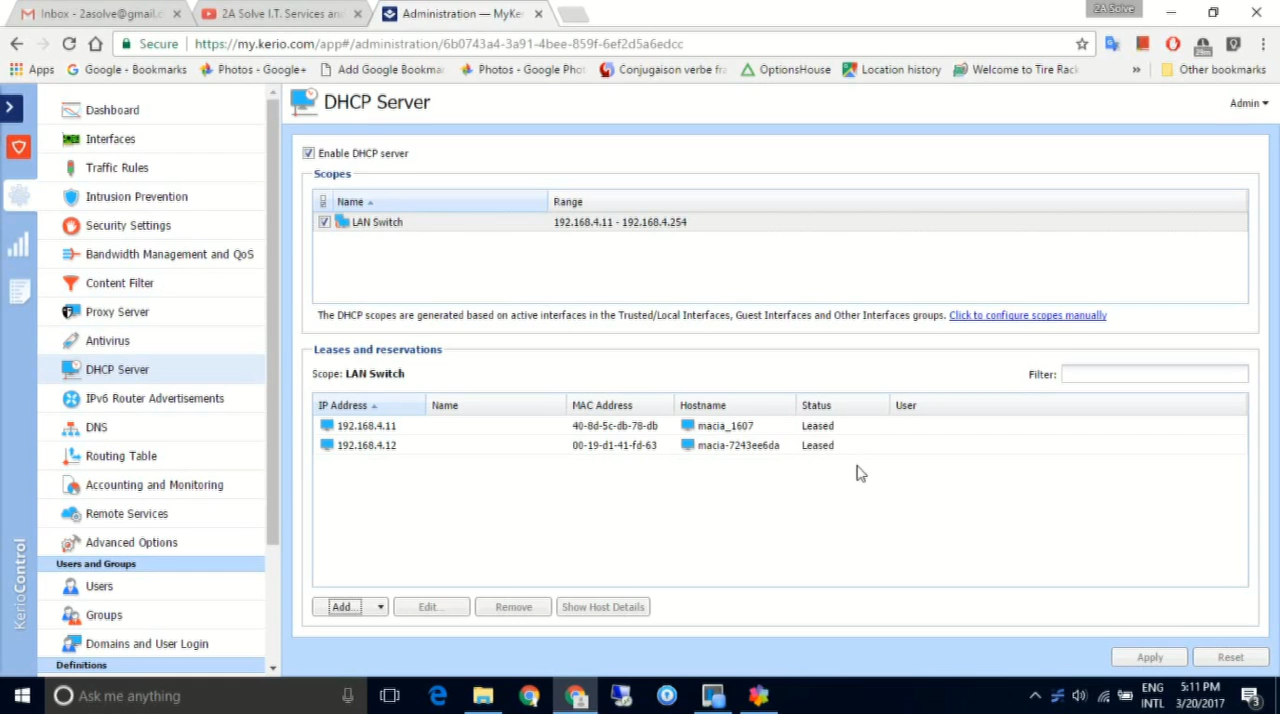 Inbox - 2asolve@gmail.c
2A Solve I.T. Services and
Administration — MyKe
2A Solve
Secure
https://my.kerio.com/app#/administration/6b0743a4-3a91-4bee-859f-6ef2d5a6edcc
Apps
Google - Bookmarks
Photos - Google+
Add Google Bookmar
Photos - Google Phot
Conjugaison verbe fra
OptionsHouse
Location history
Welcome to Tire Rack
»
Other bookmarks
DHCP Server
Admin
Dashboard
Interfaces
Traffic Rules
Intrusion Prevention
Security Settings
Bandwidth Management and QoS
Content Filter
Proxy Server
Antivirus
DHCP Server
IPv6 Router Advertisements
DNS
Routing Table
Accounting and Monitoring
Remote Services
Advanced Options
Users and Groups
Users
Groups
Domains and User Login
Definitions
KerioControl
Enable DHCP server
Scopes
Name Range
LAN Switch 192.168.4.11 - 192.168.4.254
The DHCP scopes are generated based on active interfaces in the Trusted/Local Interfaces, Guest Interfaces and Other Interfaces groups. Click to configure scopes manually
Leases and reservations
Scope: LAN Switch
Filter:
IP Address Name MAC Address Hostname Status User
192.168.4.11 40-8d-5c-db-78-db macia_1607 Leased
192.168.4.12 00-19-d1-41-fd-63 macia-7243ee6da Leased
Add... Edit... Remove Show Host Details
Apply Reset
Ask me anything
ENG
INTL
5:11 PM
3/20/2017
3